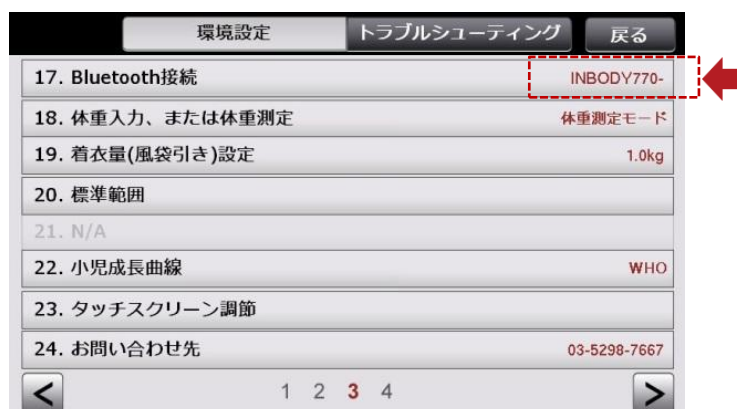 環境設定 トラブルシューティング 戻る
17. Bluetooth接続 INBODY770-
18. 体重入力、または体重測定 体重測定モード
19. 着衣量(風袋引き)設定 1.0kg
20. 標準範囲
21. N/A
22. 小児成長曲線 WHO
23. タッチスクリーン調節
24. お問い合わせ先 03-5298-7667
< 1 2 3 4 >